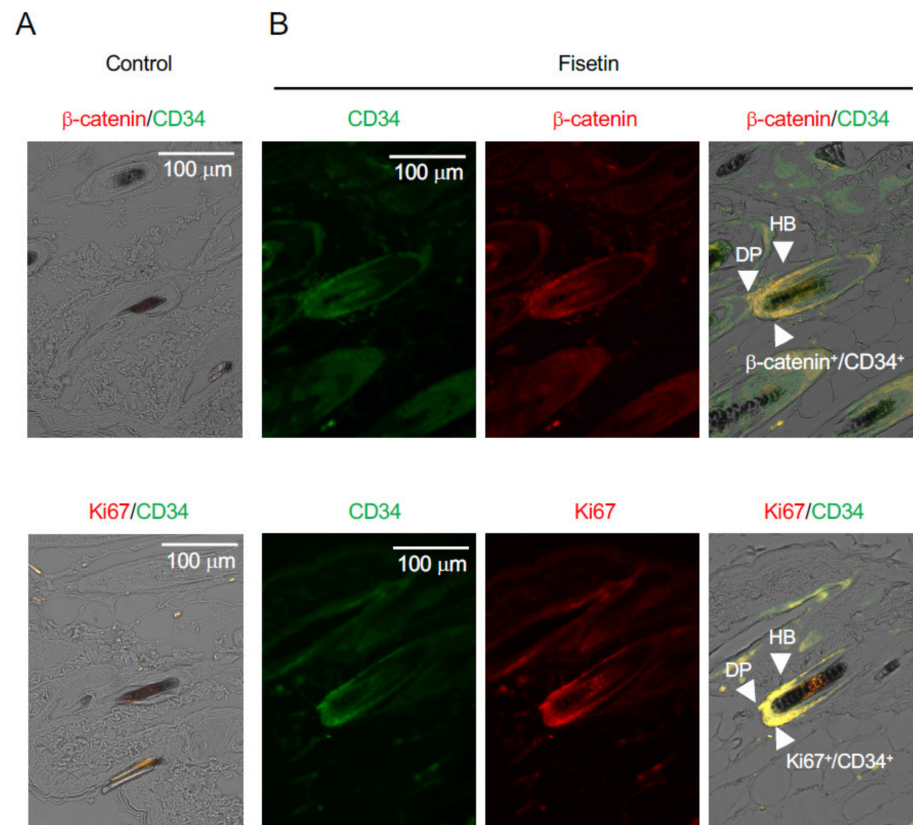 A
B
Control
Fisetin
β-catenin/CD34
CD34
β-catenin
β-catenin/CD34
100 μm
100 μm
HB
DP
β-catenin⁺/CD34⁺
Ki67/CD34
CD34
Ki67
Ki67/CD34
100 μm
100 μm
HB
DP
Ki67⁺/CD34⁺